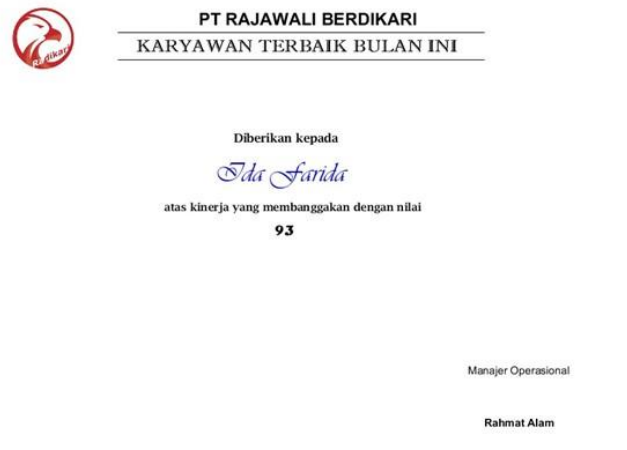 Rajdikari
PT RAJAWALI BERDIKARI
KARYAWAN TERBAIK BULAN INI
Diberikan kepada
Ida Farida
atas kinerja yang membanggakan dengan nilai
93
Manajer Operasional
Rahmat Alam